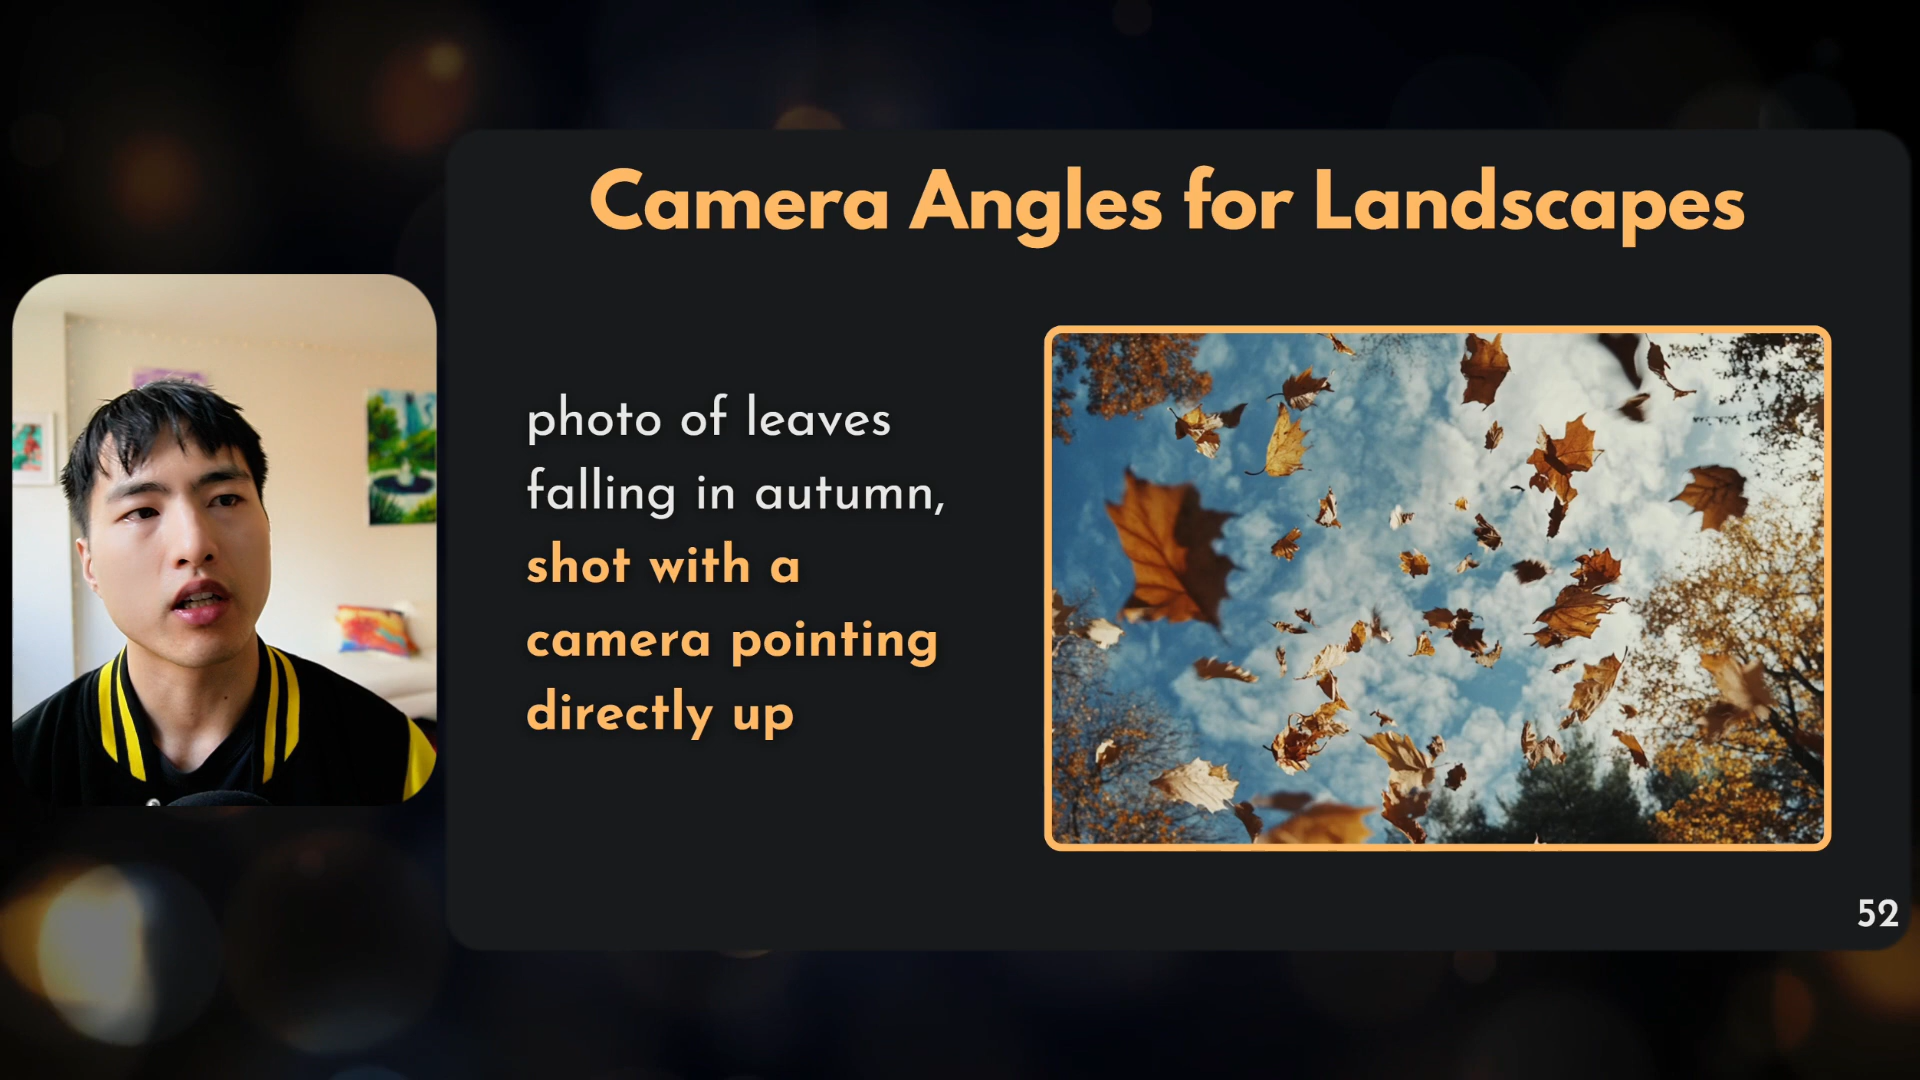 Camera Angles for Landscapes
photo of leaves
falling in autumn,
shot with a
camera pointing
directly up
52